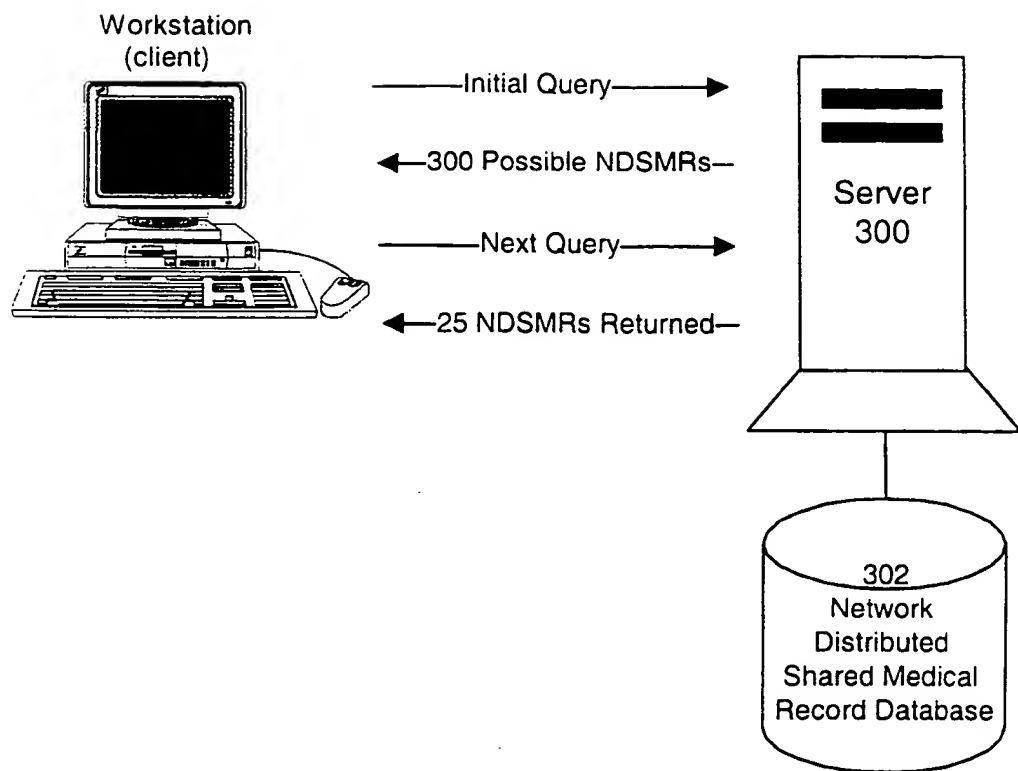 Workstation
(client)
Initial Query
300 Possible NDSMRs
Next Query
25 NDSMRs Returned
Server
300
302
Network
Distributed
Shared Medical
Record Database